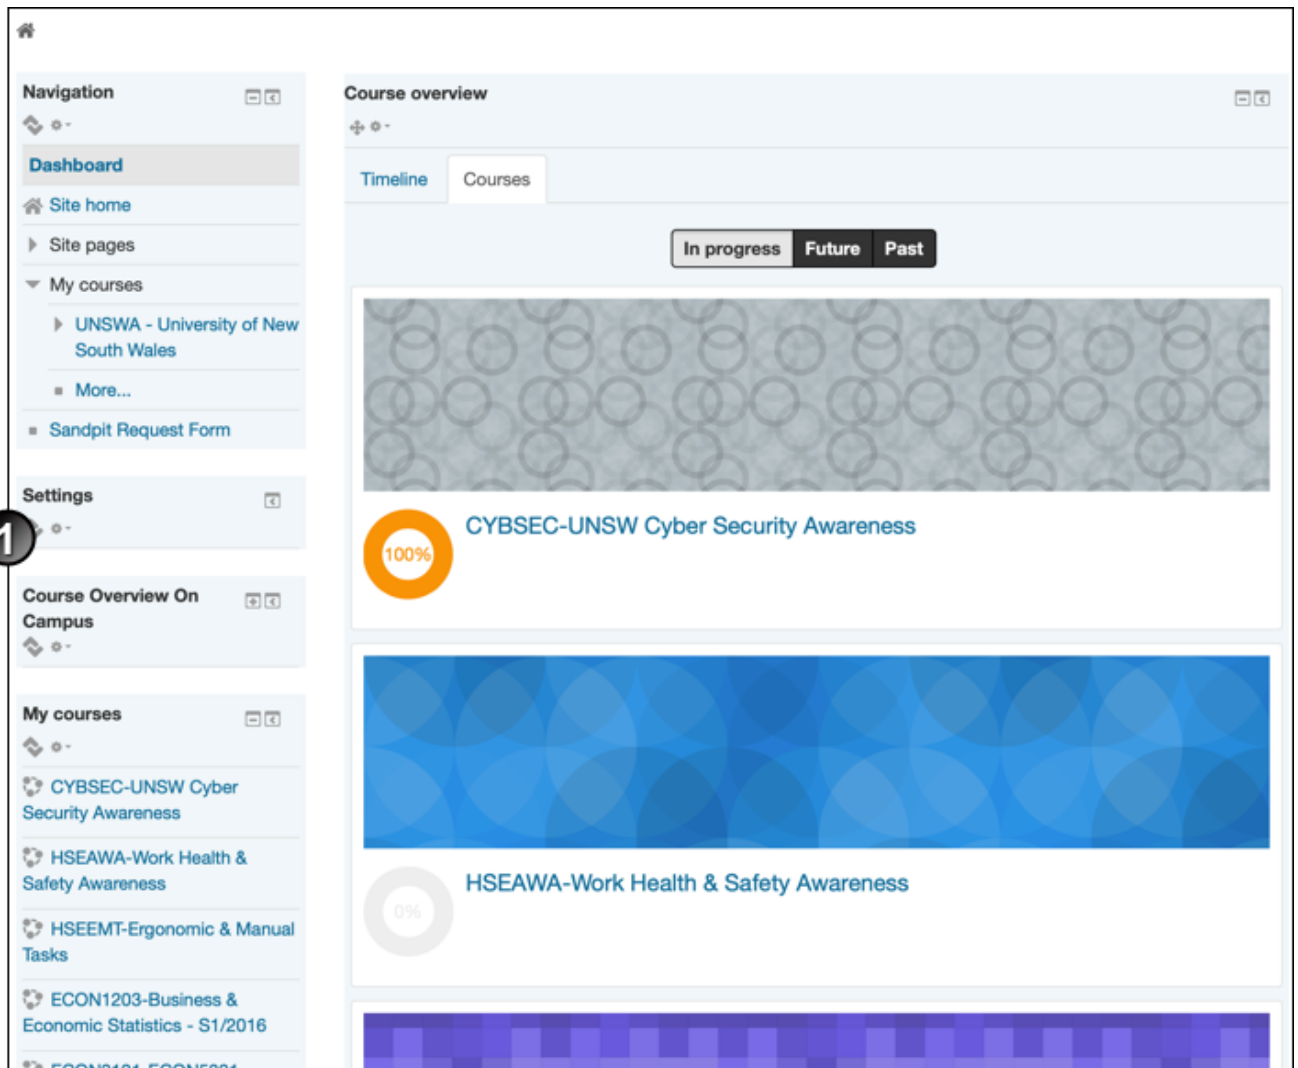 Navigation
Dashboard
Site home
Site pages
My courses
UNSWA - University of New
South Wales
More...
Sandpit Request Form
Settings
1
Course Overview On
Campus
My courses
CYBSEC-UNSW Cyber
Security Awareness
HSEAWA-Work Health &
Safety Awareness
HSEEMT-Ergonomic & Manual
Tasks
ECON1203-Business &
Economic Statistics - S1/2016
Course overview
Timeline Courses
In progress Future Past
CYBSEC-UNSW Cyber Security Awareness
100%
HSEAWA-Work Health & Safety Awareness
0%